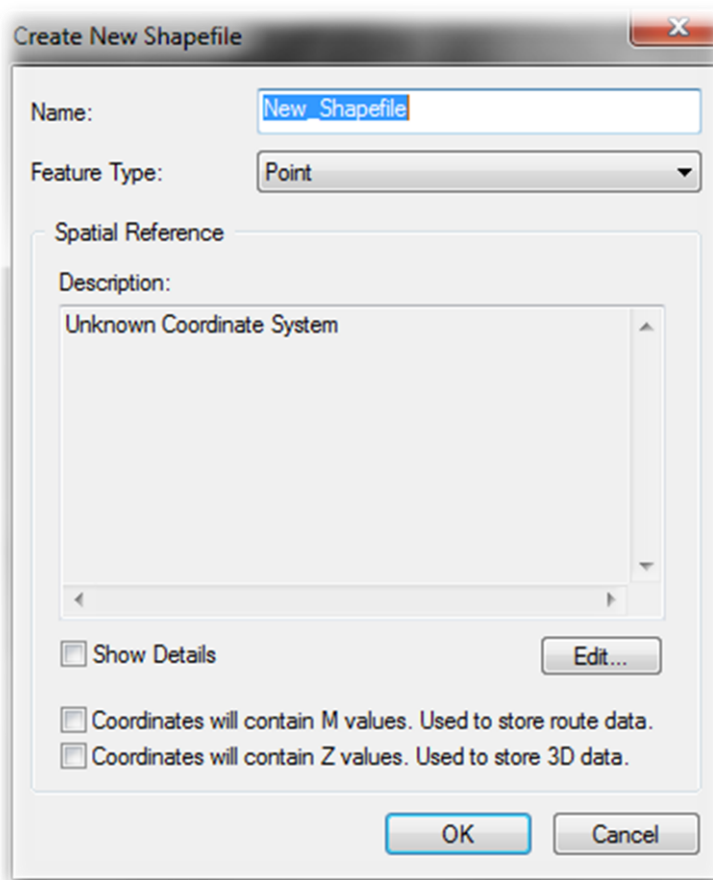 Create New Shapefile
Name: New_Shapefile
Feature Type: Point
Spatial Reference
Description:
Unknown Coordinate System
Show Details Edit...
Coordinates will contain M values. Used to store route data.
Coordinates will contain Z values. Used to store 3D data.
OK Cancel